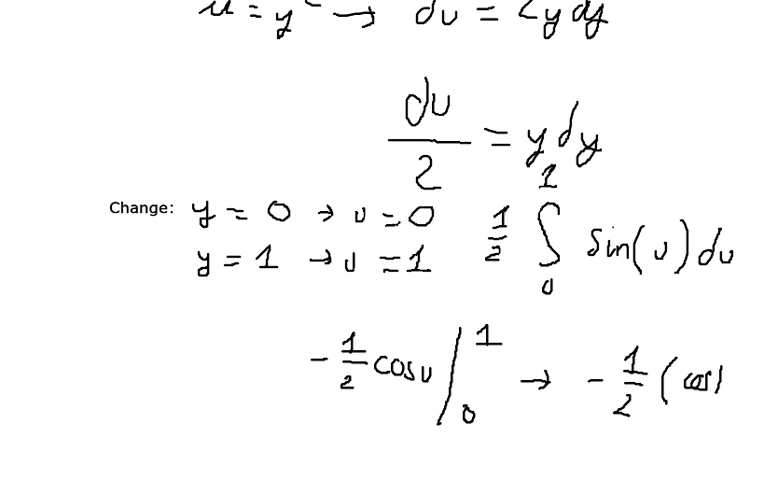 u = y² → du = 2y dy
du/2 = y dy
Change: y = 0 → u = 0
y = 1 → u = 1
1/2 ∫₀¹ sin(u) du
- 1/2 cos u |₀¹ → - 1/2 (cos1